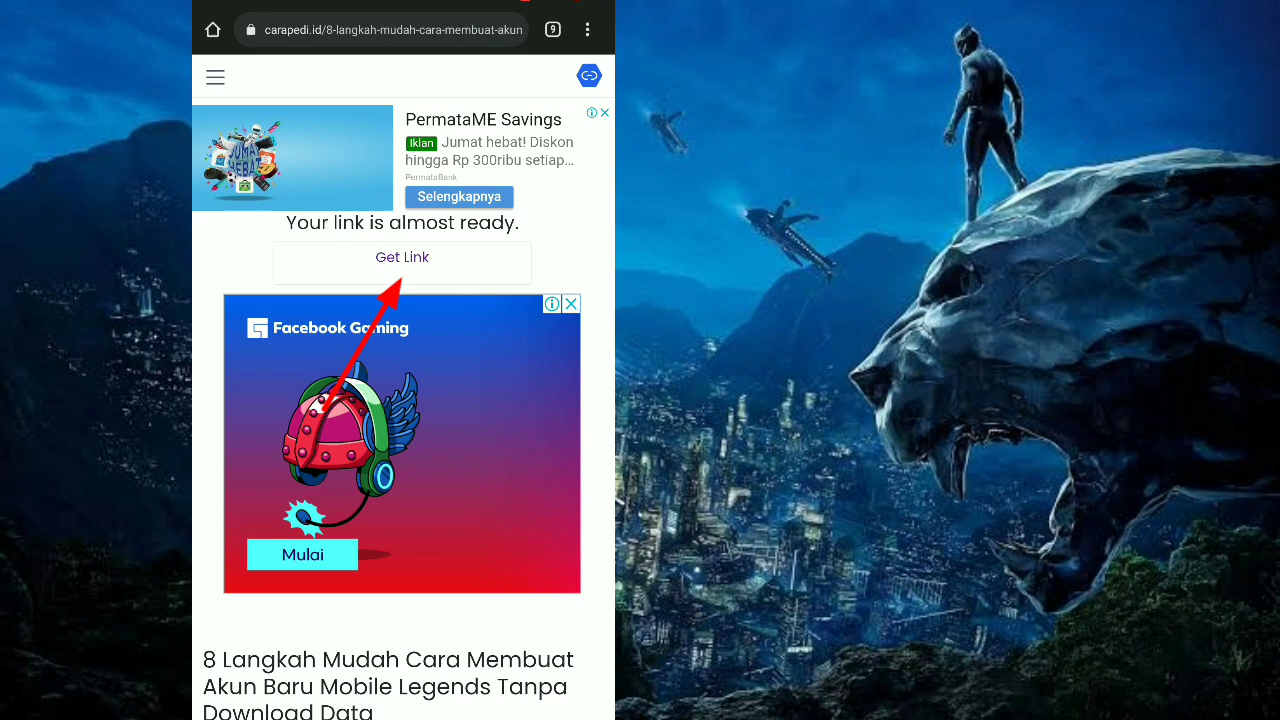 9
carapedi.id/8-langkah-mudah-cara-membuat-akun
JUMAT
HEBAT
PermataME Savings
Iklan Jumat hebat! Diskon
hingga Rp 300ribu setiap...
PermataBank
Selengkapnya
Your link is almost ready.
Get Link
Facebook Gaming
Mulai
8 Langkah Mudah Cara Membuat
Akun Baru Mobile Legends Tanpa
Download Data